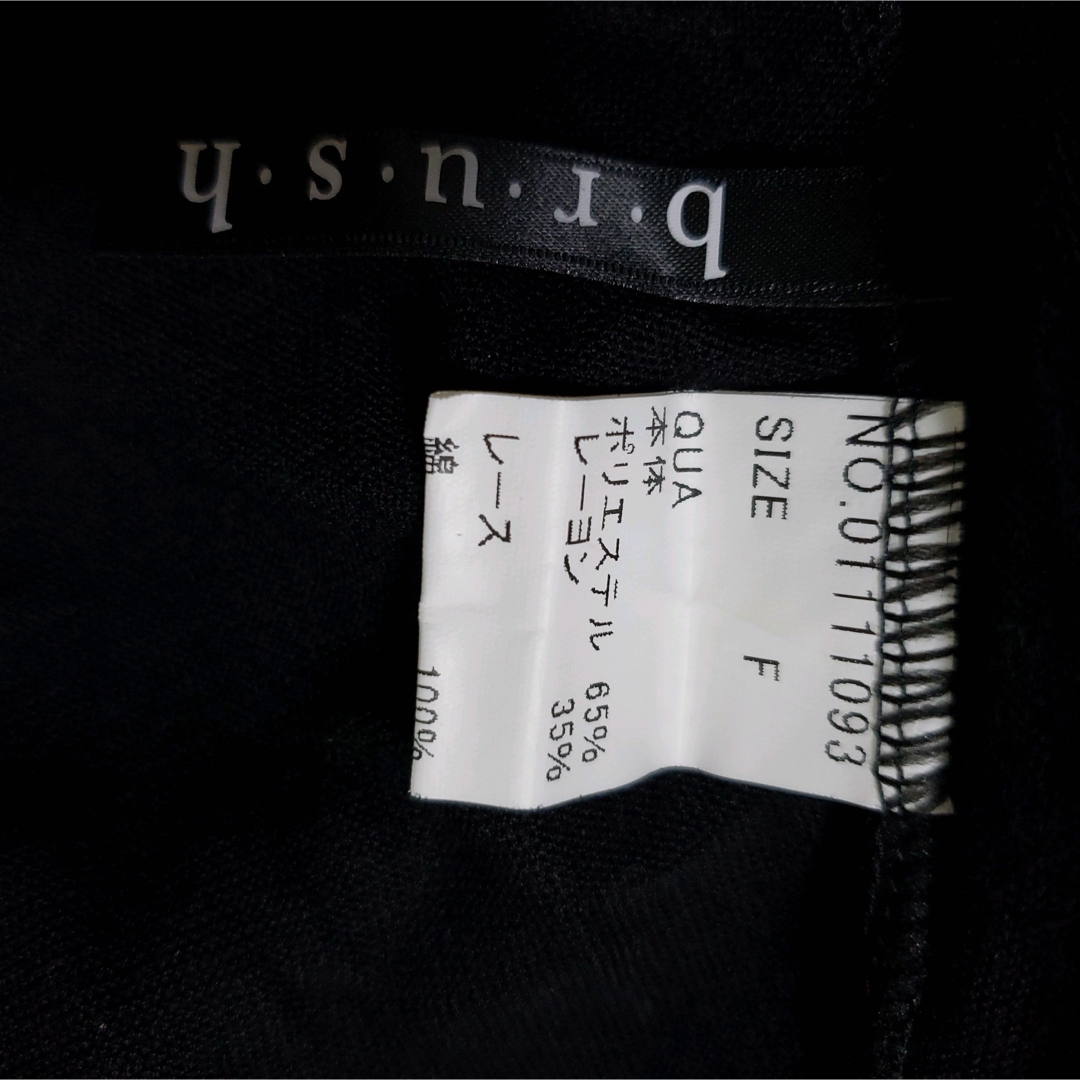 b.r.u.s.h
NO.01111093
SIZE F
QUA
本体
ポリエステル 65%
レーヨン 35%
レース
綿 100%